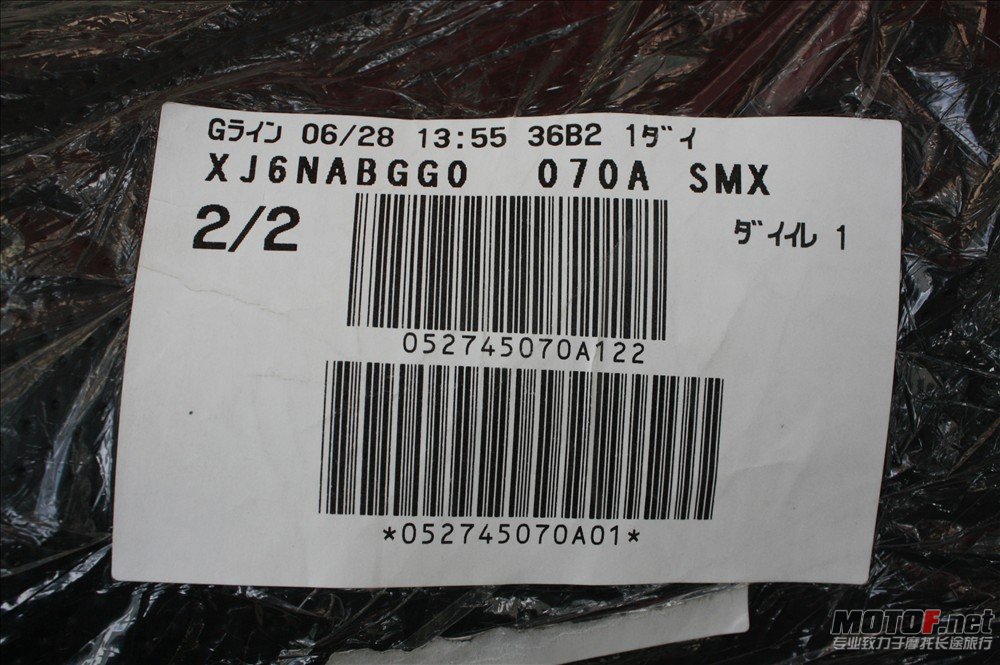 Gライン 06/28 13:55 36B2 1ダイ
XJ6NABGG0 070A SMX
2/2
ダイイレ 1
052745070A122
*052745070A01*
MOTOF.net
专业致力于摩托长途旅行